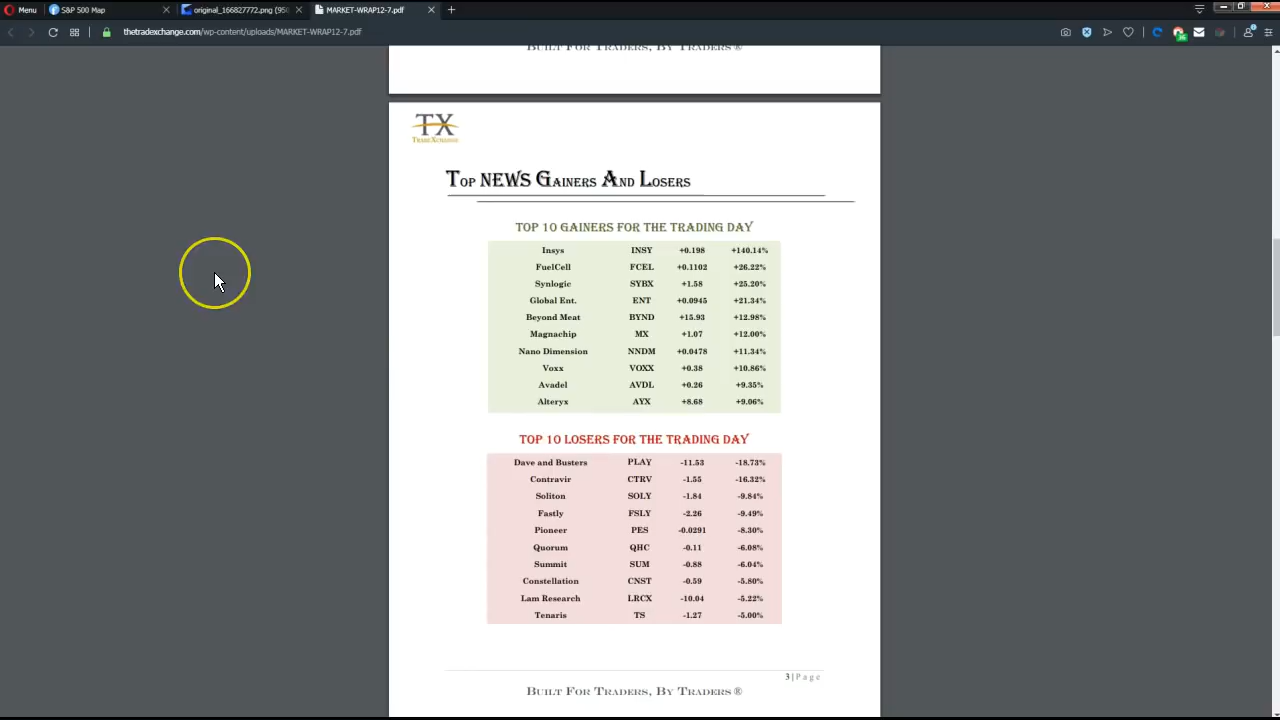 Menu S&P 500 Map original_166827772.png (950 MARKET-WRAP12-7.pdf
thetradexchange.com/wp-content/uploads/MARKET-WRAP12-7.pdf
BUILT FOR TRADERS, BY TRADERS ®
TX
TRADEXCHANGE
TOP NEWS GAINERS AND LOSERS
TOP 10 GAINERS FOR THE TRADING DAY
Insys INSY +0.198 +140.14%
FuelCell FCEL +0.1102 +26.22%
Synlogic SYBX +1.58 +25.20%
Global Ent. ENT +0.0945 +21.34%
Beyond Meat BYND +15.93 +12.98%
Magnachip MX +1.07 +12.00%
Nano Dimension NNDM +0.0478 +11.34%
Voxx VOXX +0.38 +10.86%
Avadel AVDL +0.26 +9.35%
Alteryx AYX +8.68 +9.06%
TOP 10 LOSERS FOR THE TRADING DAY
Dave and Busters PLAY -11.53 -18.73%
Contravir CTRV -1.55 -16.32%
Soliton SOLY -1.84 -9.84%
Fastly FSLY -2.26 -9.49%
Pioneer PES -0.0291 -8.30%
Quorum QHC -0.11 -6.08%
Summit SUM -0.88 -6.04%
Constellation CNST -0.59 -5.80%
Lam Research LRCX -10.04 -5.22%
Tenaris TS -1.27 -5.00%
3 | Page
BUILT FOR TRADERS, BY TRADERS ®